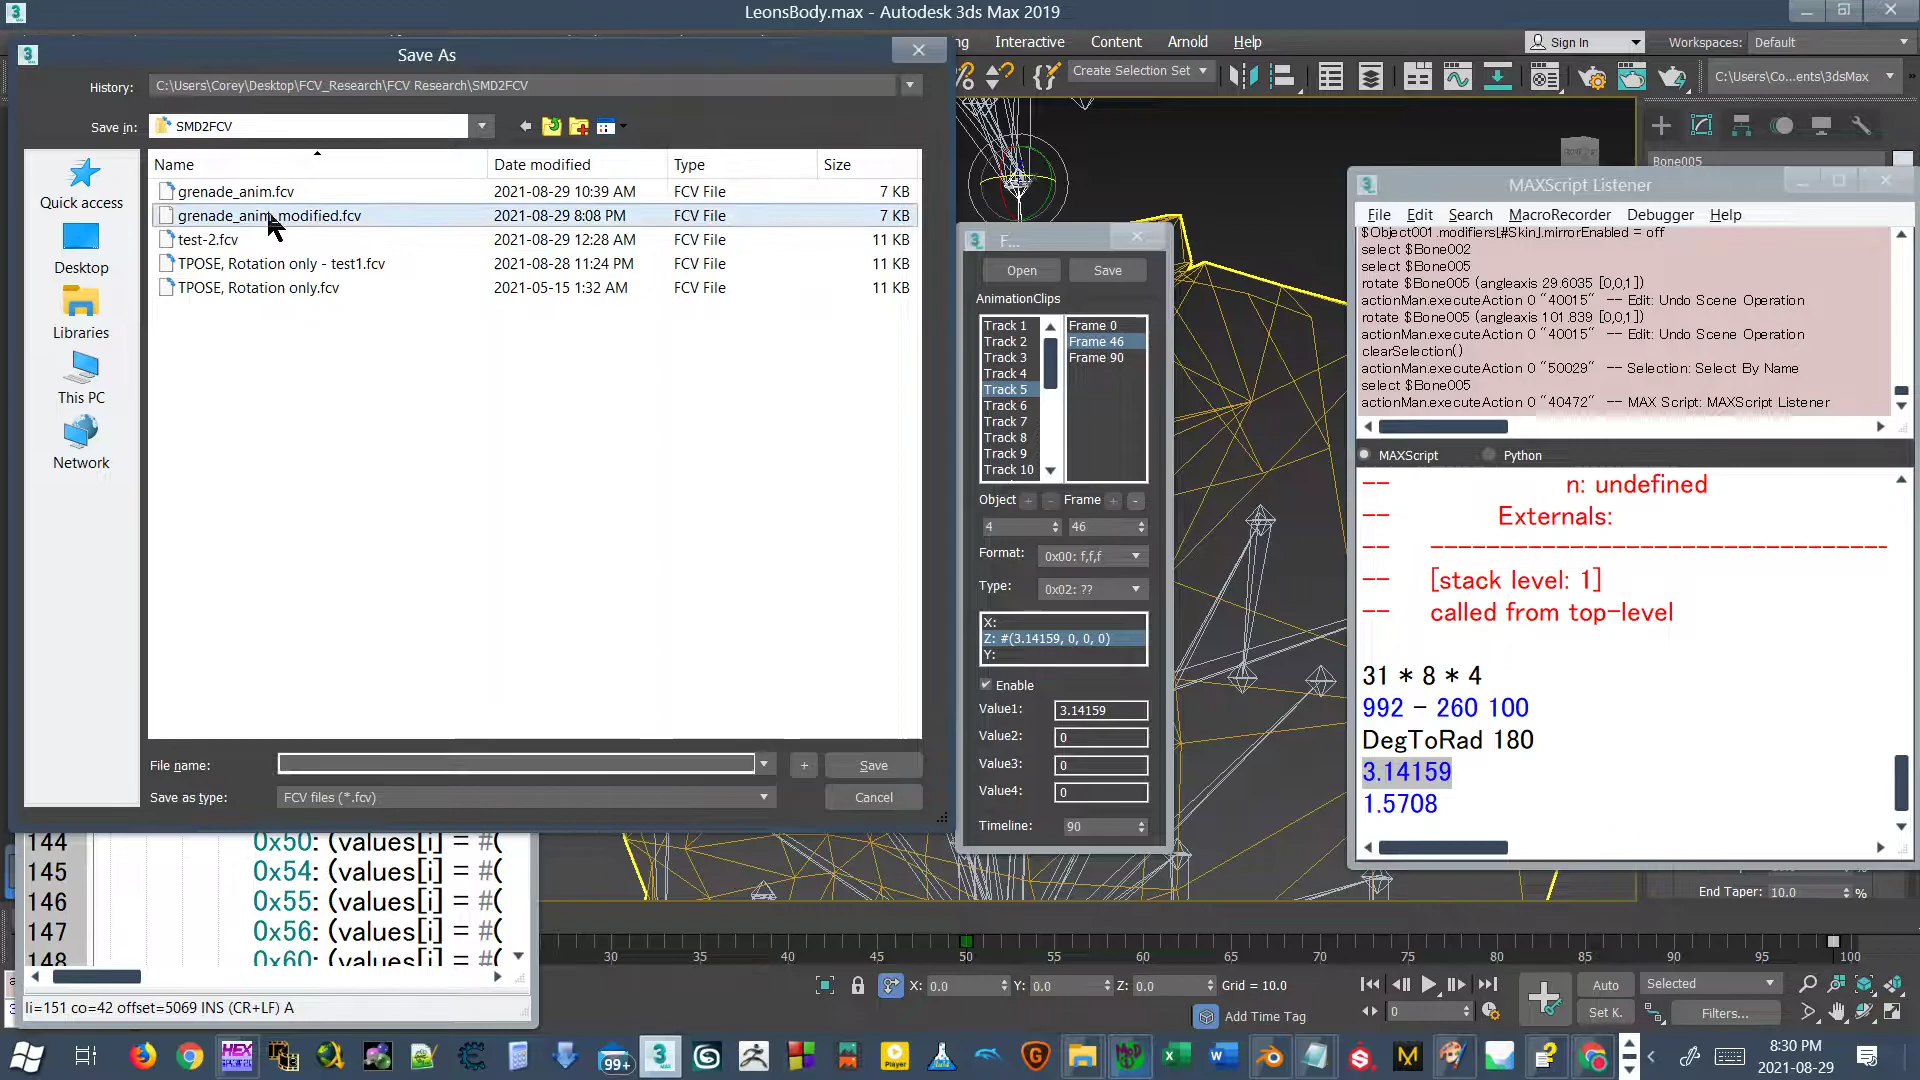 LeonsBody.max - Autodesk 3ds Max 2019
Save As
History:
C:\Users\Corey\Desktop\FCV_Research\FCV Research\SMD2FCV
Save in:
SMD2FCV
Name
Date modified
Type
Size
grenade_anim.fcv
2021-08-29 10:39 AM
FCV File
7 KB
grenade_anim_modified.fcv
2021-08-29 8:08 PM
FCV File
7 KB
test-2.fcv
2021-08-29 12:28 AM
FCV File
11 KB
TPOSE, Rotation only - test1.fcv
2021-08-28 11:24 PM
FCV File
11 KB
TPOSE, Rotation only.fcv
2021-05-15 1:32 AM
FCV File
11 KB
Quick access
Desktop
Libraries
This PC
Network
File name:
Save
Save as type:
FCV files (*.fcv)
Cancel
Interactive
Content
Arnold
Help
Sign In
Workspaces:
Default
Create Selection Set
C:\Users\Co...ents\3dsMax
Bone005
F...
Open
Save
AnimationClips
Track 1
Track 2
Track 3
Track 4
Track 5
Track 6
Track 7
Track 8
Track 9
Track 10
Frame 0
Frame 46
Frame 90
Object + -
Frame + -
4
46
Format:
0x00: f,f,f
Type:
0x02: ??
X:
Z: #(3.14159, 0, 0, 0)
Y:
Enable
Value1:
3.14159
Value2:
0
Value3:
0
Value4:
0
Timeline:
90
MAXScript Listener
File
Edit
Search
MacroRecorder
Debugger
Help
$Object001.modifiers[#Skin].mirrorEnabled = off
select $Bone002
select $Bone005
rotate $Bone005 (angleaxis 29.6035 [0,0,1])
actionMan.executeAction 0 "40015" -- Edit: Undo Scene Operation
rotate $Bone005 (angleaxis 101.839 [0,0,1])
actionMan.executeAction 0 "40015" -- Edit: Undo Scene Operation
clearSelection()
actionMan.executeAction 0 "50029" -- Selection: Select By Name
select $Bone005
actionMan.executeAction 0 "40472" -- MAX Script: MAXScript Listener
MAXScript
Python
-- n: undefined
-- Externals:
-- --------------------------------
-- [stack level: 1]
-- called from top-level
31 * 8 * 4
992 - 260 100
DegToRad 180
3.14159
1.5708
End Taper: 10.0 %
144 0x50: (values[i] = #(
145 0x54: (values[i] = #(
146 0x55: (values[i] = #(
147 0x56: (values[i] = #(
148 0x60: (values[i] = #(
li=151 co=42 offset=5069 INS (CR+LF) A
30 35 40 45 50 55 60 65 70 75 80 85 90 95 100
X: 0.0
Y: 0.0
Z: 0.0
Grid = 10.0
Add Time Tag
0
Auto
Selected
Set K.
Filters...
HEX
99+
Player
8:30 PM
2021-08-29